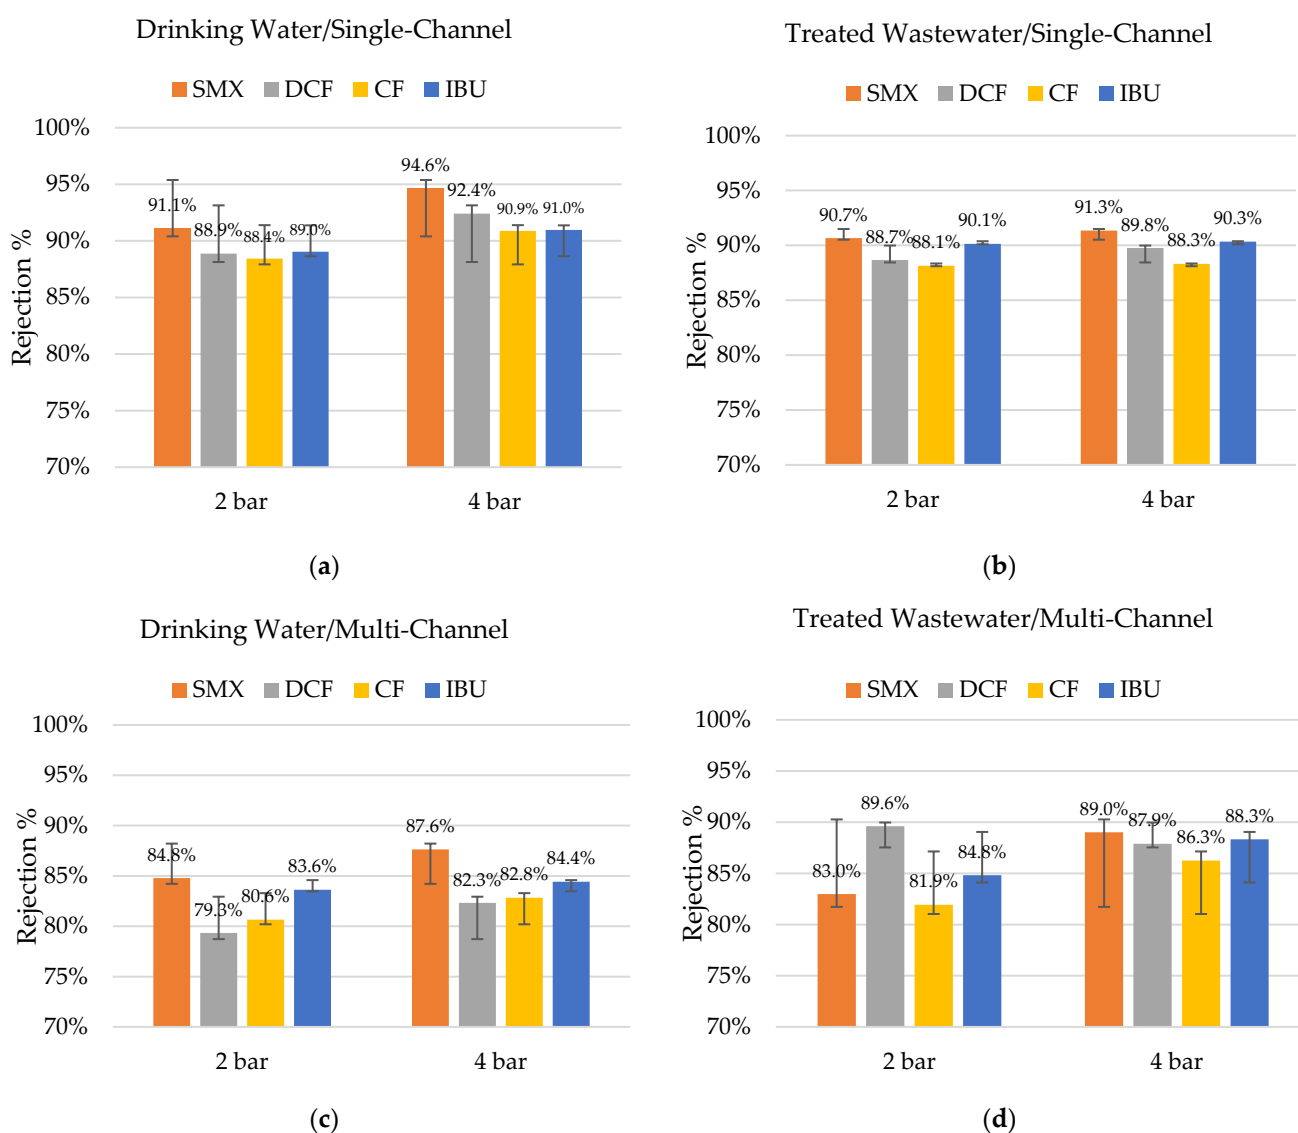 Drinking Water/Single-Channel
SMX DCF CF IBU
Rejection %
100%
95%
90%
85%
80%
75%
70%
91.1%
88.9%
88.4%
89.0%
94.6%
92.4%
90.9%
91.0%
2 bar
4 bar
(a)
Treated Wastewater/Single-Channel
SMX DCF CF IBU
Rejection %
100%
95%
90%
85%
80%
75%
70%
90.7%
88.7%
88.1%
90.1%
91.3%
89.8%
88.3%
90.3%
2 bar
4 bar
(b)
Drinking Water/Multi-Channel
SMX DCF CF IBU
Rejection %
100%
95%
90%
85%
80%
75%
70%
84.8%
79.3%
80.6%
83.6%
87.6%
82.3%
82.8%
84.4%
2 bar
4 bar
(c)
Treated Wastewater/Multi-Channel
SMX DCF CF IBU
Rejection %
100%
95%
90%
85%
80%
75%
70%
83.0%
89.6%
81.9%
84.8%
89.0%
87.9%
86.3%
88.3%
2 bar
4 bar
(d)